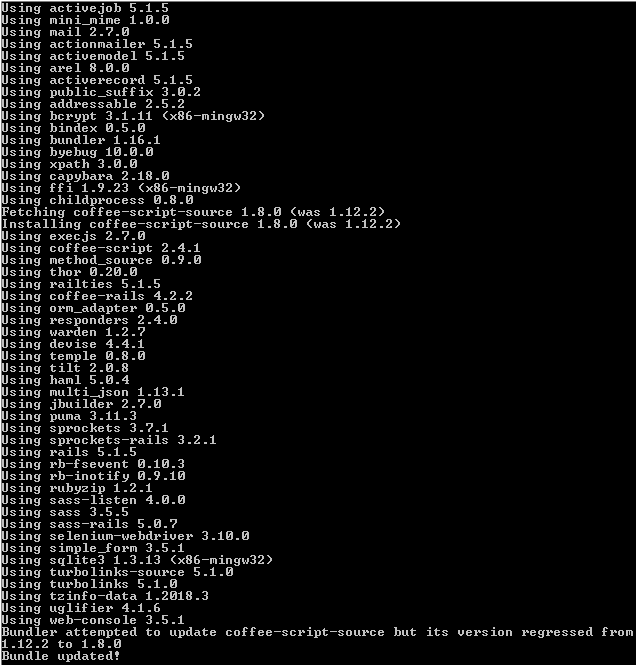 Using activejob 5.1.5
Using mini_mime 1.0.0
Using mail 2.7.0
Using actionmailer 5.1.5
Using activemodel 5.1.5
Using arel 8.0.0
Using activerecord 5.1.5
Using public_suffix 3.0.2
Using addressable 2.5.2
Using bcrypt 3.1.11 (x86-mingw32)
Using bindex 0.5.0
Using bundler 1.16.1
Using byebug 10.0.0
Using xpath 3.0.0
Using capybara 2.18.0
Using ffi 1.9.23 (x86-mingw32)
Using childprocess 0.8.0
Fetching coffee-script-source 1.8.0 (was 1.12.2)
Installing coffee-script-source 1.8.0 (was 1.12.2)
Using execjs 2.7.0
Using coffee-script 2.4.1
Using method_source 0.9.0
Using thor 0.20.0
Using railties 5.1.5
Using coffee-rails 4.2.2
Using orm_adapter 0.5.0
Using responders 2.4.0
Using warden 1.2.7
Using devise 4.4.1
Using temple 0.8.0
Using tilt 2.0.8
Using haml 5.0.4
Using multi_json 1.13.1
Using jbuilder 2.7.0
Using puma 3.11.3
Using sprockets 3.7.1
Using sprockets-rails 3.2.1
Using rails 5.1.5
Using rb-fsevent 0.10.3
Using rb-inotify 0.9.10
Using rubyzip 1.2.1
Using sass-listen 4.0.0
Using sass 3.5.5
Using sass-rails 5.0.7
Using selenium-webdriver 3.10.0
Using simple_form 3.5.1
Using sqlite3 1.3.13 (x86-mingw32)
Using turbolinks-source 5.1.0
Using turbolinks 5.1.0
Using tzinfo-data 1.2018.3
Using uglifier 4.1.6
Using web-console 3.5.1
Bundler attempted to update coffee-script-source but its version regressed from
1.12.2 to 1.8.0
Bundle updated!